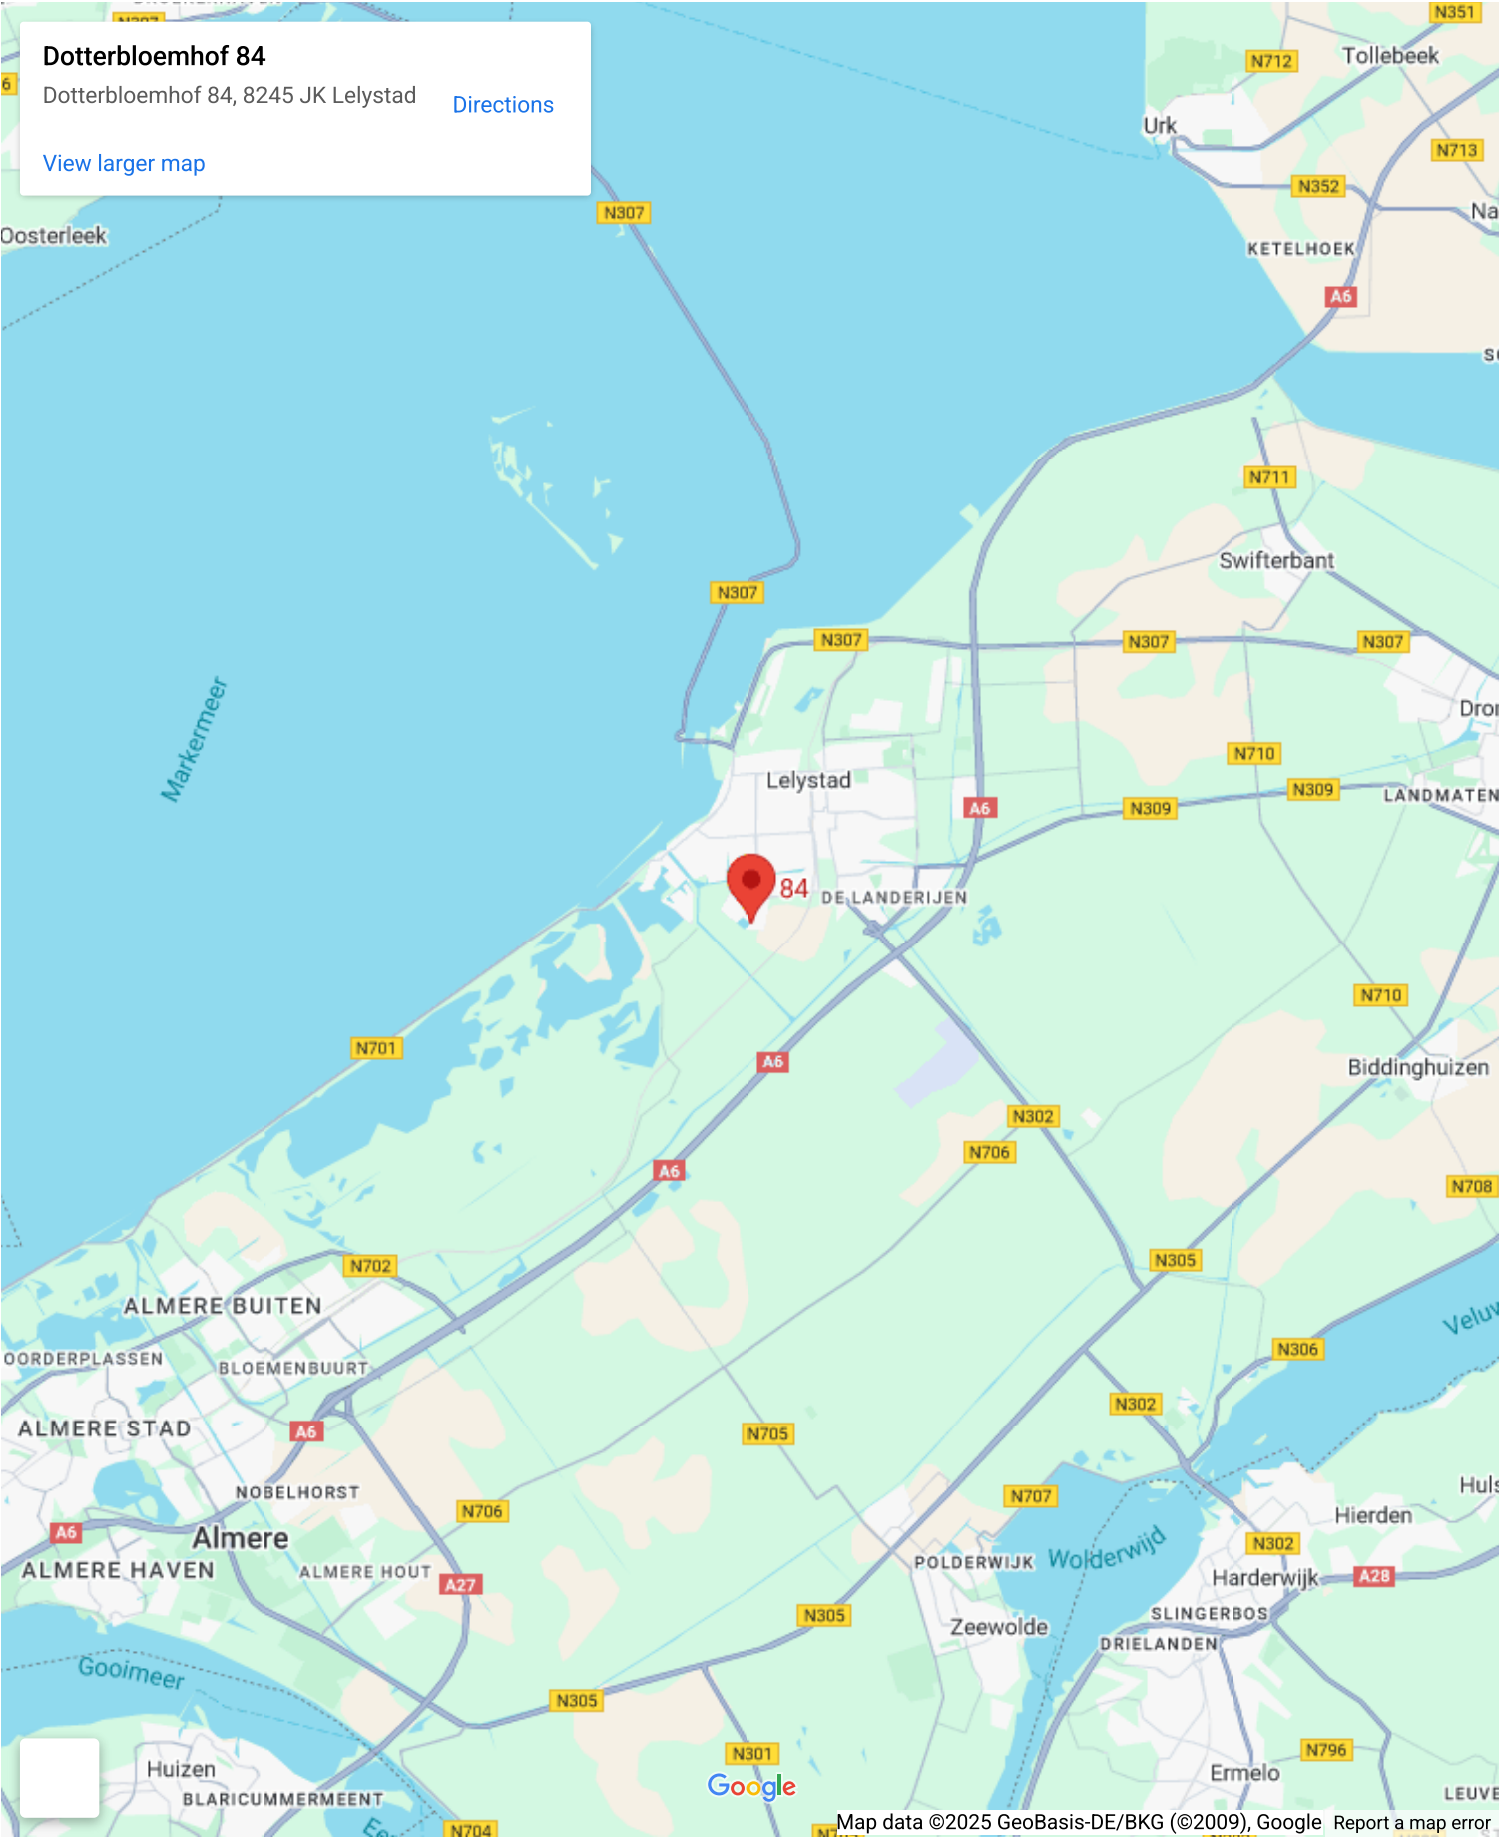 Dotterbloemhof 84
Dotterbloemhof 84, 8245 JK Lelystad
Directions
View larger map
N307
N351
N712
Tollebeek
Urk
N713
N352
N307
Oosterleek
KETELHOEK
A6
N711
Swifterbant
N307
N307
N307
N307
Markermeer
N710
Lelystad
N309
LANDMATEN
A6
N309
84
DE LANDERIJEN
N710
N701
A6
Biddinghuizen
N302
N706
A6
N708
N305
N702
ALMERE BUITEN
N306
OORDERPLASSEN
BLOEMENBUURT
N302
ALMERE STAD
A6
N705
NOBELHORST
N707
N706
Hierden
A6
Almere
N302
Wolderwijd
POLDERWIJK
ALMERE HAVEN
ALMERE HOUT
A27
Harderwijk
A28
SLINGERBOS
N305
Zeewolde
DRIELANDEN
Gooimeer
N305
N301
N796
Huizen
Ermelo
Google
BLARICUMMERMEENT
N704
Map data ©2025 GeoBasis-DE/BKG (©2009), Google
Report a map error